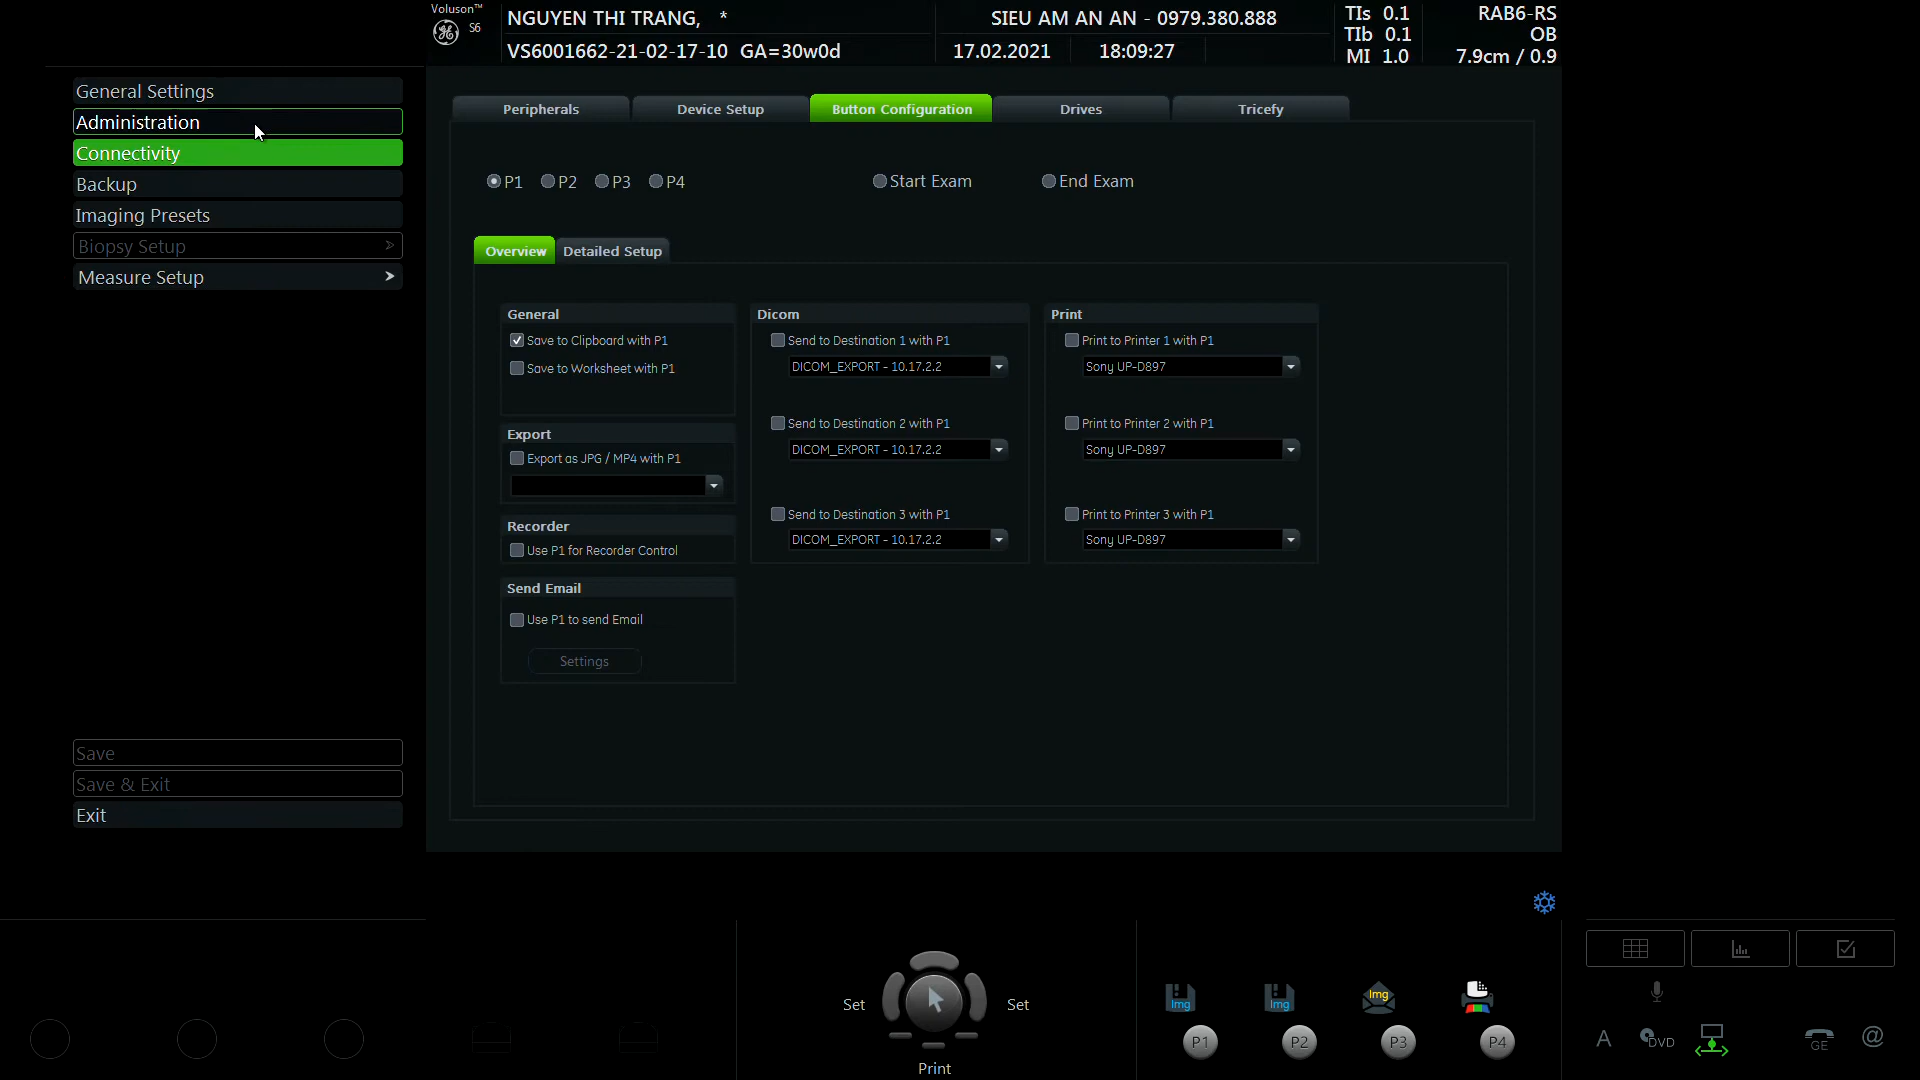 Voluson™
S6
NGUYEN THI TRANG, *
SIEU AM AN AN - 0979.380.888
TIs 0.1
RAB6-RS
TIb 0.1
OB
VS6001662-21-02-17-10 GA=30w0d
17.02.2021
18:09:27
MI 1.0
7.9cm / 0.9
General Settings
Administration
Connectivity
Backup
Imaging Presets
Biopsy Setup >
Measure Setup >
Save
Save & Exit
Exit
Peripherals
Device Setup
Button Configuration
Drives
Tricefy
P1
P2
P3
P4
Start Exam
End Exam
Overview
Detailed Setup
General
Save to Clipboard with P1
Save to Worksheet with P1
Export
Export as JPG / MP4 with P1
Recorder
Use P1 for Recorder Control
Send Email
Use P1 to send Email
Settings
Dicom
Send to Destination 1 with P1
DICOM_EXPORT - 10.17.2.2
Send to Destination 2 with P1
DICOM_EXPORT - 10.17.2.2
Send to Destination 3 with P1
DICOM_EXPORT - 10.17.2.2
Print
Print to Printer 1 with P1
Sony UP-D897
Print to Printer 2 with P1
Sony UP-D897
Print to Printer 3 with P1
Sony UP-D897
Set
Set
Print
Img
Img
Img
P1
P2
P3
P4
A
DVD
GE
@